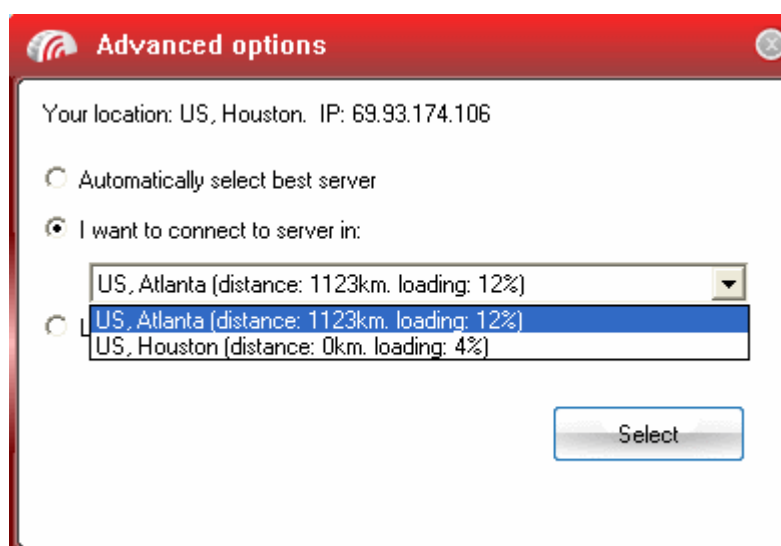 Advanced options
Your location: US, Houston.  IP: 69.93.174.106
Automatically select best server
I want to connect to server in:
US, Atlanta (distance: 1123km. loading: 12%)
US, Atlanta (distance: 1123km. loading: 12%)
US, Houston (distance: 0km. loading: 4%)
Select